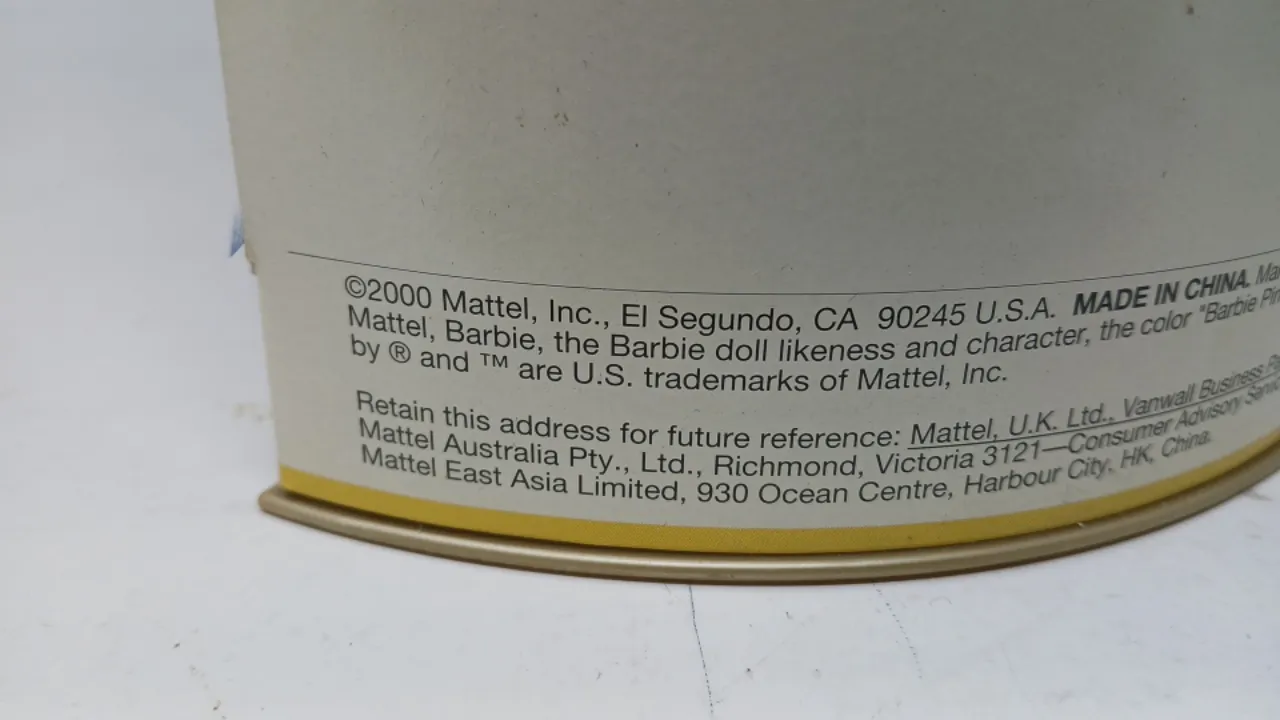 ©2000 Mattel, Inc., El Segundo, CA 90245 U.S.A. MADE IN CHINA.
Mattel, Barbie, the Barbie doll likeness and character, the color "Barbie
by ® and ™ are U.S. trademarks of Mattel, Inc.
Retain this address for future reference: Mattel, U.K. Ltd., Vanwall Business
Mattel Australia Pty., Ltd., Richmond, Victoria 3121—Consumer Advisory
Mattel East Asia Limited, 930 Ocean Centre, Harbour City, HK, China.